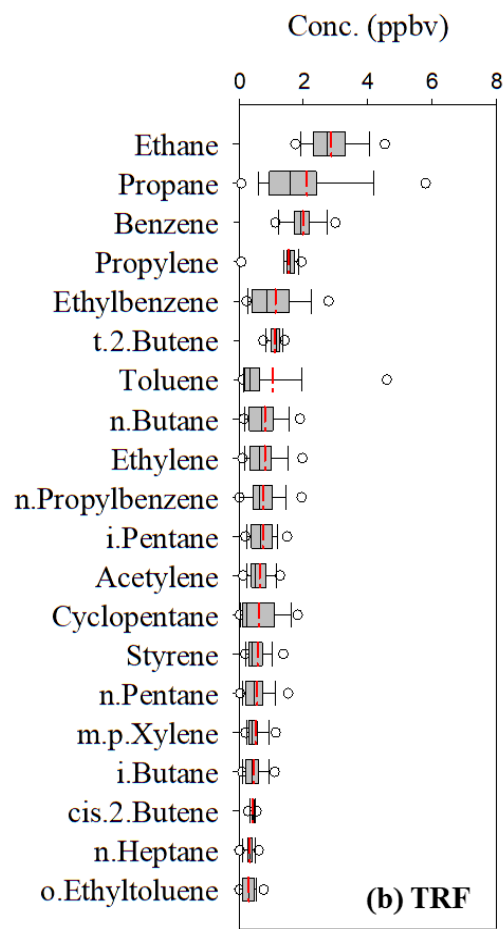 Conc. (ppbv)
0 2 4 6 8
Ethane
Propane
Benzene
Propylene
Ethylbenzene
t.2.Butene
Toluene
n.Butane
Ethylene
n.Propylbenzene
i.Pentane
Acetylene
Cyclopentane
Styrene
n.Pentane
m.p.Xylene
i.Butane
cis.2.Butene
n.Heptane
o.Ethyltoluene
(b) TRF